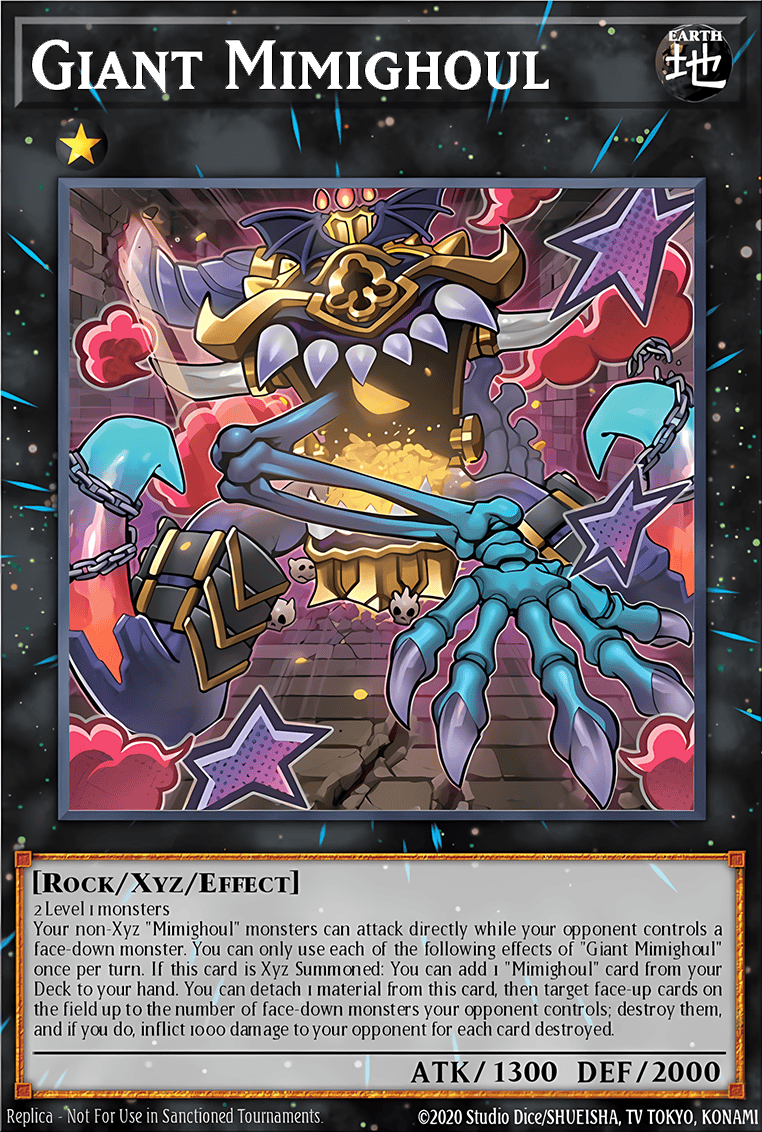 GIANT MIMIGHOUL
EARTH
地
[ROCK/XYZ/EFFECT]
2 Level 1 monsters
Your non-Xyz "Mimighoul" monsters can attack directly while your opponent controls a
face-down monster. You can only use each of the following effects of "Giant Mimighoul"
once per turn. If this card is Xyz Summoned: You can add 1 "Mimighoul" card from your
Deck to your hand. You can detach 1 material from this card, then target face-up cards on
the field up to the number of face-down monsters your opponent controls; destroy them,
and if you do, inflict 1000 damage to your opponent for each card destroyed.
ATK/ 1300 DEF/2000
Replica - Not For Use in Sanctioned Tournaments.
©2020 Studio Dice/SHUEISHA, TV TOKYO, KONAMI